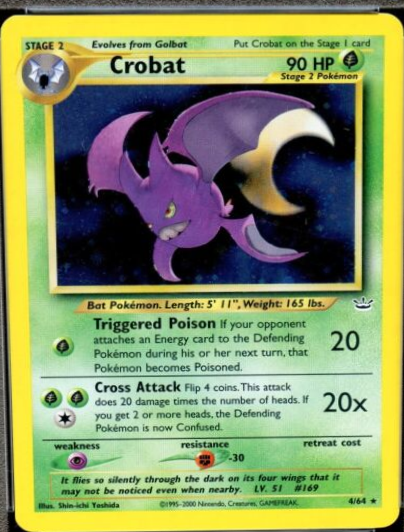 STAGE 2 Evolves from Golbat Put Crobat on the Stage 1 card
Crobat 90 HP
Stage 2 Pokémon
Bat Pokémon. Length: 5' 11", Weight: 165 lbs.
Triggered Poison If your opponent
attaches an Energy card to the Defending
Pokémon during his or her next turn, that
Pokémon becomes Poisoned.
20
Cross Attack Flip 4 coins. This attack
does 20 damage times the number of heads. If
you get 2 or more heads, the Defending
Pokémon is now Confused.
20x
weakness resistance retreat cost
-30
It flies so silently through the dark on its four wings that it
may not be noticed even when nearby. LV. 51 #169
Illus. Shin-ichi Yoshida ©1995-2000 Nintendo, Creatures, GAMEFREAK. 4/64 ★